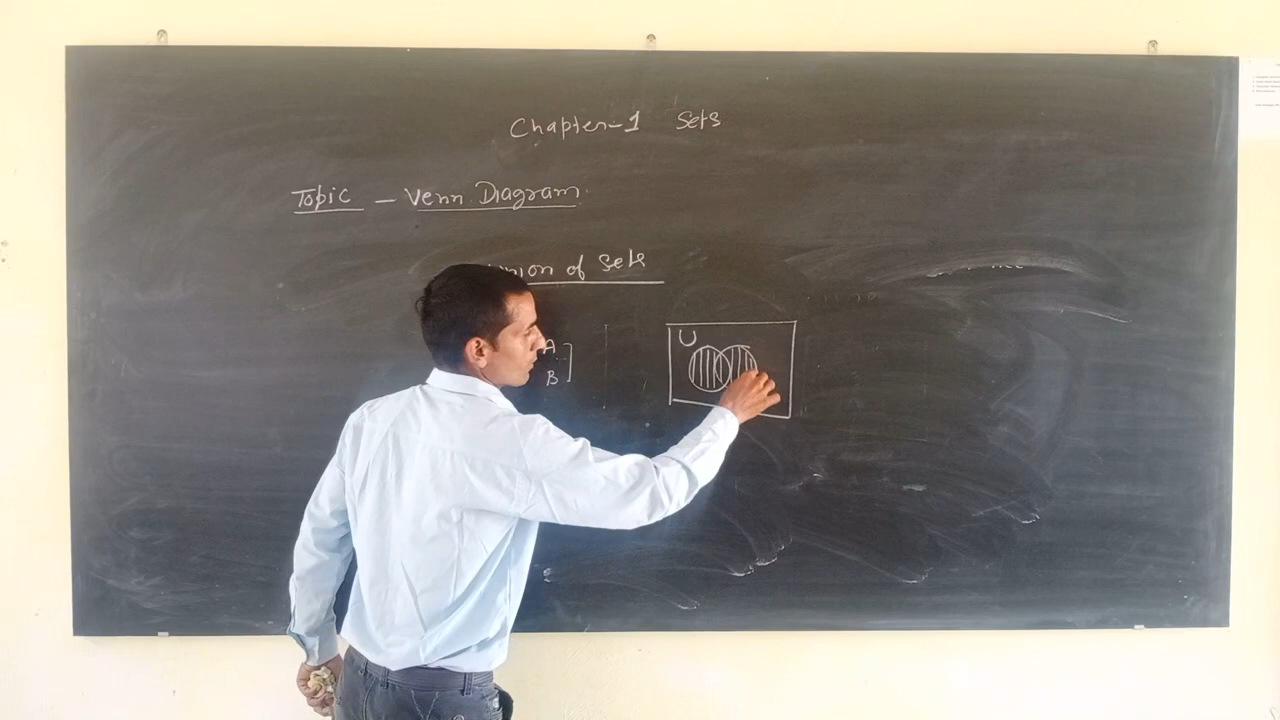 Chapter-1 Sets
Topic - Venn Diagram.
of Sets
A
B
U